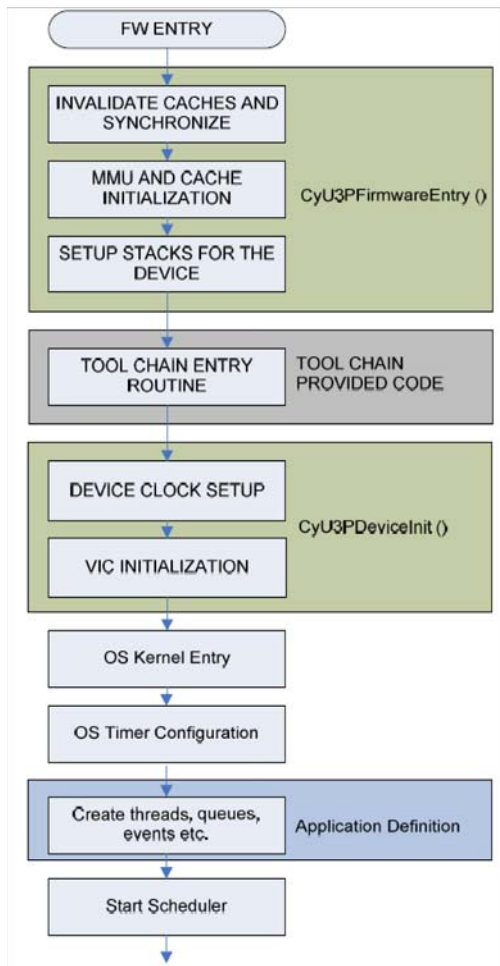 FW ENTRY
INVALIDATE CACHES AND
SYNCHRONIZE
MMU AND CACHE
INITIALIZATION
CyU3PFirmwareEntry ()
SETUP STACKS FOR THE
DEVICE
TOOL CHAIN ENTRY
ROUTINE
TOOL CHAIN
PROVIDED CODE
DEVICE CLOCK SETUP
CyU3PDeviceInit ()
VIC INITIALIZATION
OS Kernel Entry
OS Timer Configuration
Create threads, queues,
events etc.
Application Definition
Start Scheduler